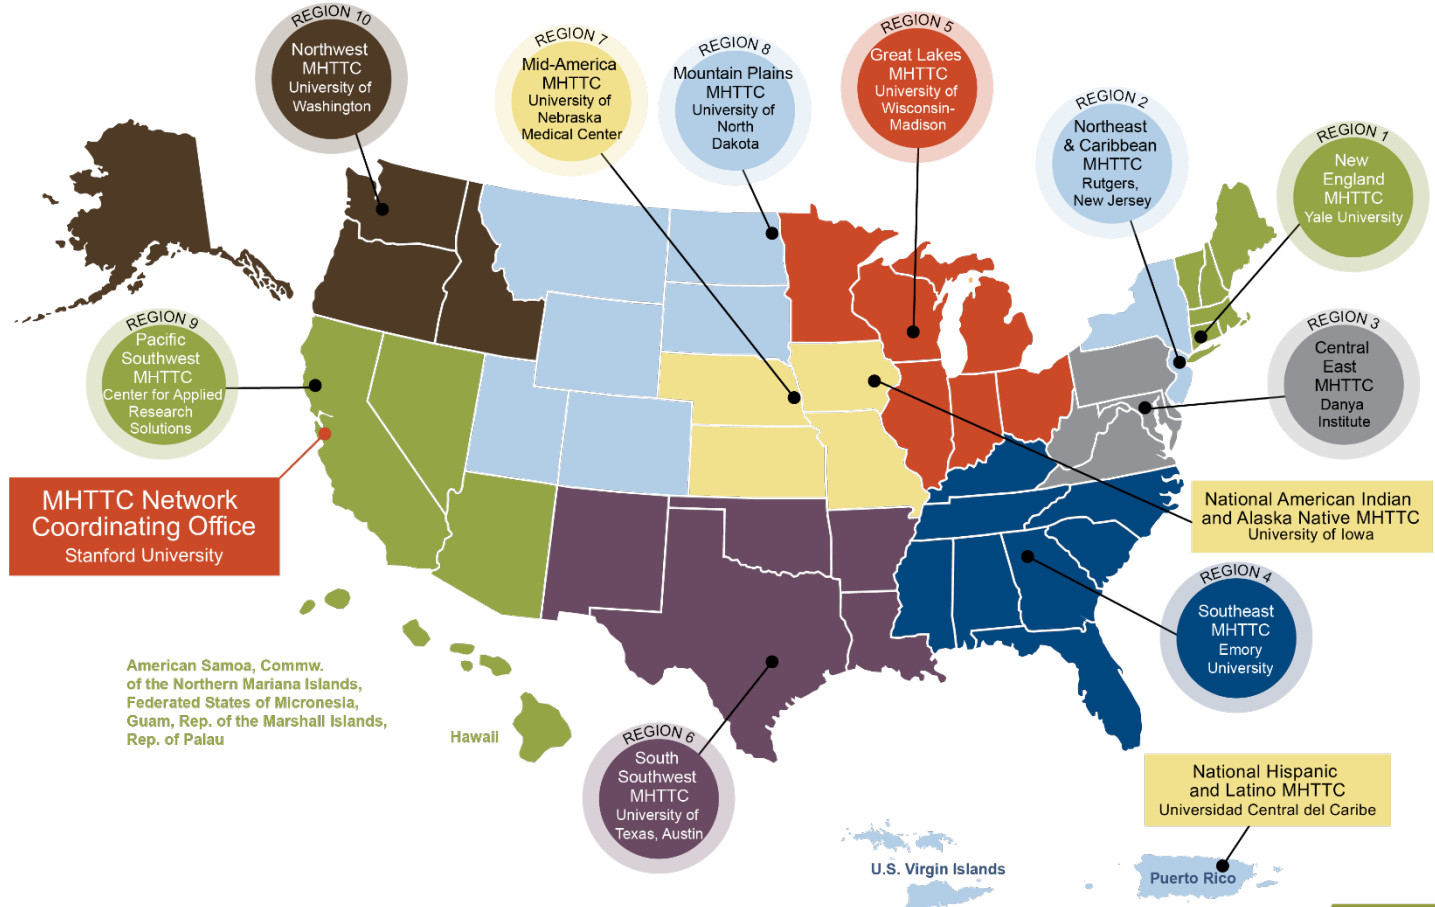 REGION 10
Northwest
MHTTC
University of
Washington
REGION 7
Mid-America
MHTTC
University of
Nebraska
Medical Center
REGION 8
Mountain Plains
MHTTC
University of
North
Dakota
REGION 5
Great Lakes
MHTTC
University of
Wisconsin-
Madison
REGION 2
Northeast
& Caribbean
MHTTC
Rutgers,
New Jersey
REGION 1
New
England
MHTTC
Yale University
REGION 9
Pacific
Southwest
MHTTC
Center for Applied
Research
Solutions
REGION 3
Central
East
MHTTC
Danya
Institute
MHTTC Network
Coordinating Office
Stanford University
National American Indian
and Alaska Native MHTTC
University of Iowa
REGION 4
Southeast
MHTTC
Emory
University
American Samoa, Commw.
of the Northern Mariana Islands,
Federated States of Micronesia,
Guam, Rep. of the Marshall Islands,
Rep. of Palau
Hawaii
REGION 6
South
Southwest
MHTTC
University of
Texas, Austin
National Hispanic
and Latino MHTTC
Universidad Central del Caribe
U.S. Virgin Islands
Puerto Rico